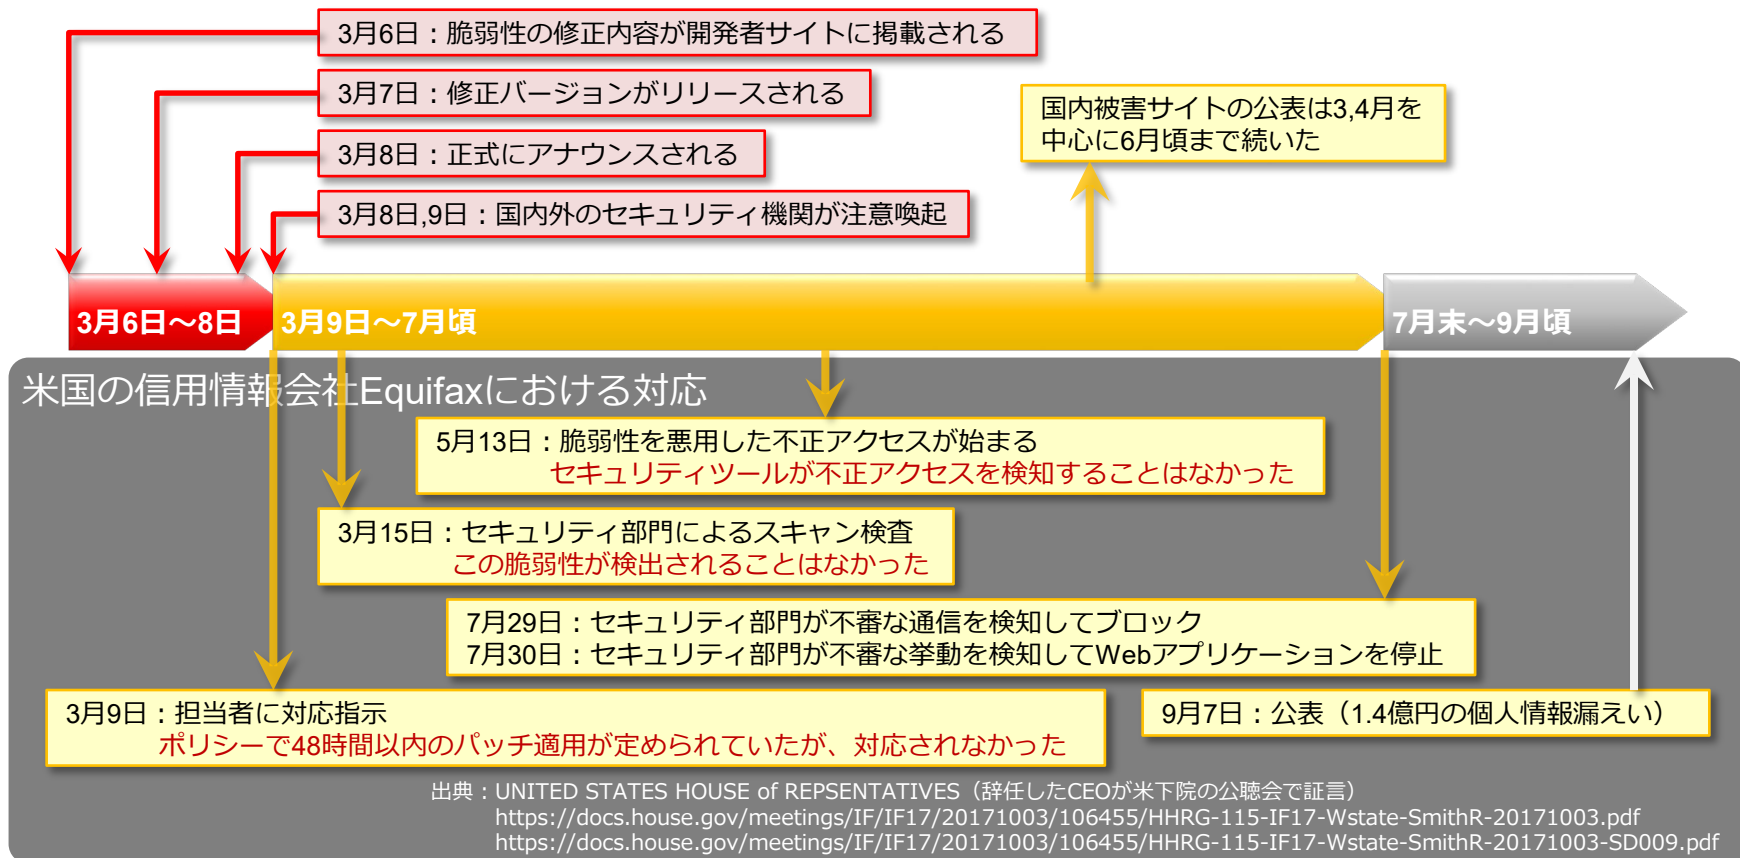 3月6日：脆弱性の修正内容が開発者サイトに掲載される
3月7日：修正バージョンがリリースされる
3月8日：正式にアナウンスされる
3月8日,9日：国内外のセキュリティ機関が注意喚起
国内被害サイトの公表は3,4月を
中心に6月頃まで続いた
3月6日～8日
3月9日～7月頃
7月末～9月頃
米国の信用情報会社Equifaxにおける対応
5月13日：脆弱性を悪用した不正アクセスが始まる
セキュリティツールが不正アクセスを検知することはなかった
3月15日：セキュリティ部門によるスキャン検査
この脆弱性が検出されることはなかった
7月29日：セキュリティ部門が不審な通信を検知してブロック
7月30日：セキュリティ部門が不審な挙動を検知してWebアプリケーションを停止
3月9日：担当者に対応指示
ポリシーで48時間以内のパッチ適用が定められていたが、対応されなかった
9月7日：公表（1.4億円の個人情報漏えい）
出典：UNITED STATES HOUSE of REPSENTATIVES（辞任したCEOが米下院の公聴会で証言）
https://docs.house.gov/meetings/IF/IF17/20171003/106455/HHRG-115-IF17-Wstate-SmithR-20171003.pdf
https://docs.house.gov/meetings/IF/IF17/20171003/106455/HHRG-115-IF17-Wstate-SmithR-20171003-SD009.pdf